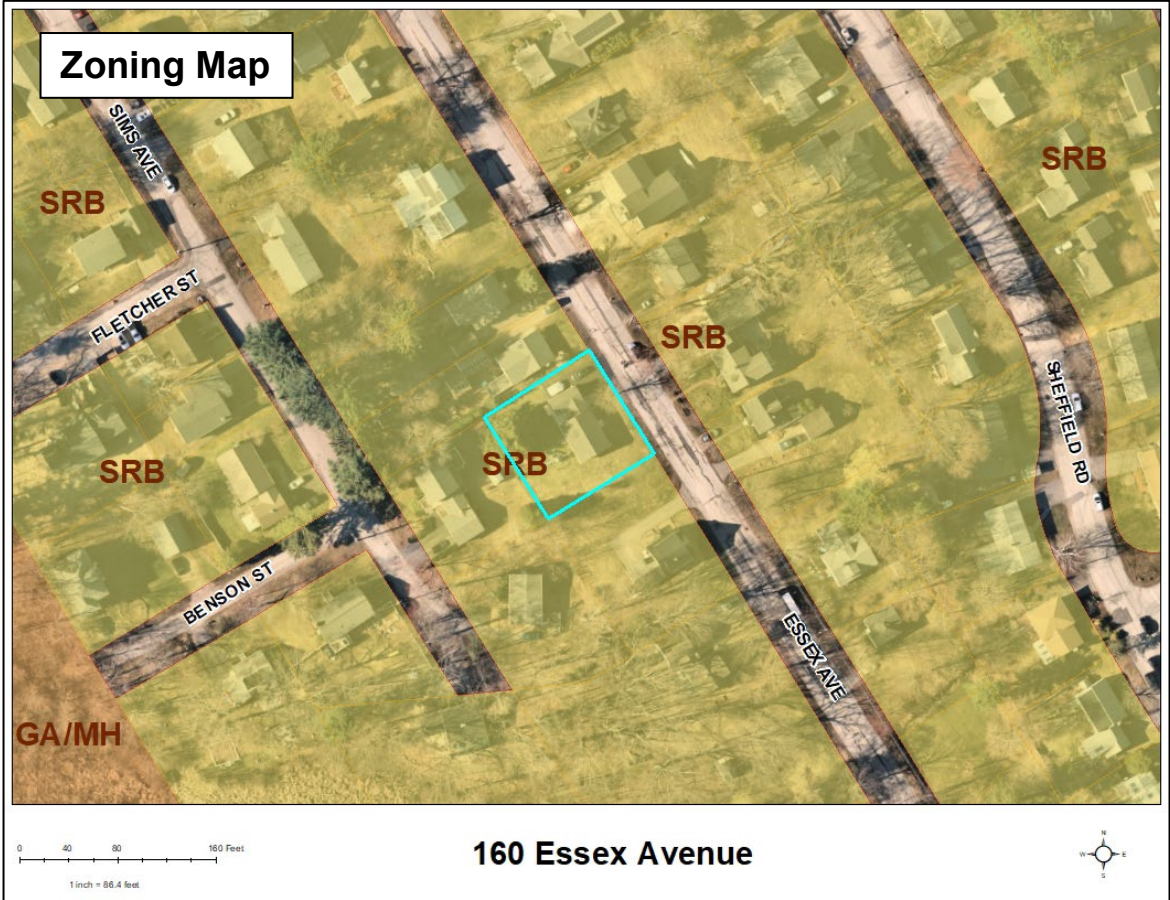 Zoning Map
SIMS AVE
SRB
SRB
FLETCHER ST
SRB
SHEFFIELD RD
SRB
SRB
BENSON ST
ESSEX AVE
GA/MH
0 40 80 160 Feet
1 inch = 86.4 feet
160 Essex Avenue
N
W E
S